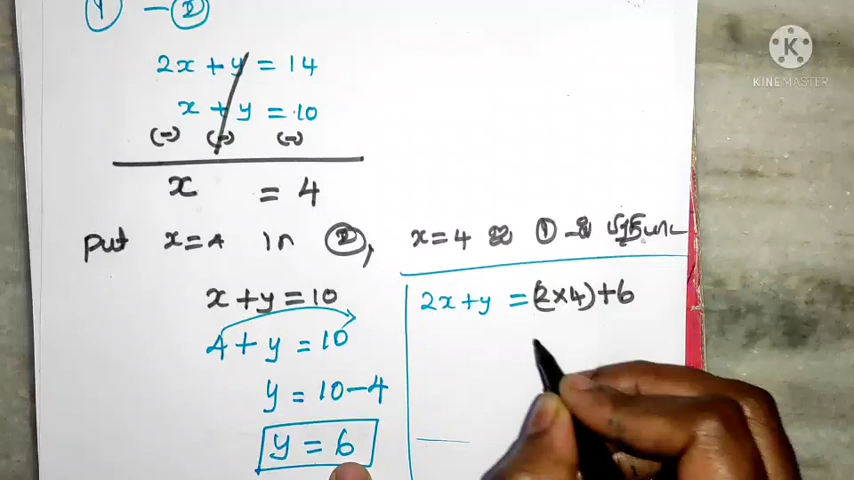 ① - ②
2x + y = 14
x + y = 10
(-) (-) (-)
x = 4
put x=4 in ②, x=4
x+y=10
4+y = 10
y = 10-4
y = 6
2x+y = (2×4)+6
K
KINEMASTER